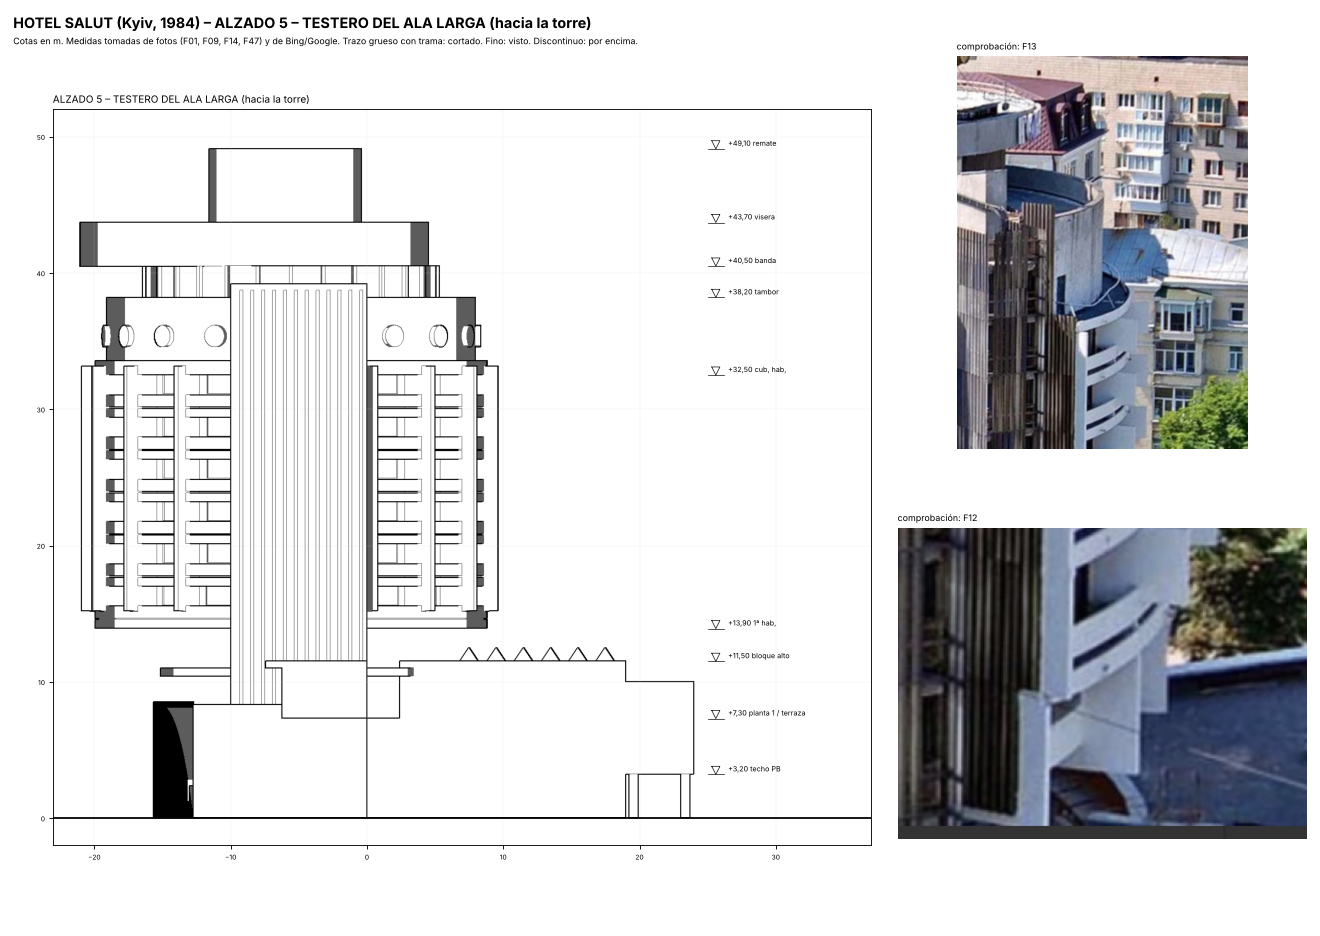 HOTEL SALUT (Kyiv, 1984) – ALZADO 5 – TESTERO DEL ALA LARGA (hacia la torre)
Cotas en m. Medidas tomadas de fotos (F01, F09, F14, F47) y de Bing/Google. Trazo grueso con trama: cortado. Fino: visto. Discontinuo: por encima.
comprobación: F13
ALZADO 5 – TESTERO DEL ALA LARGA (hacia la torre)
50
+49,10 remate
+43,70 visera
+40,50 banda
40
+38,20 tambor
+32,50 cub, hab,
30
20
+13,90 1ª hab,
+11,50 bloque alto
10
+7,30 planta 1 / terraza
+3,20 techo PB
0
−20
−10
0
10
20
30
comprobación: F12